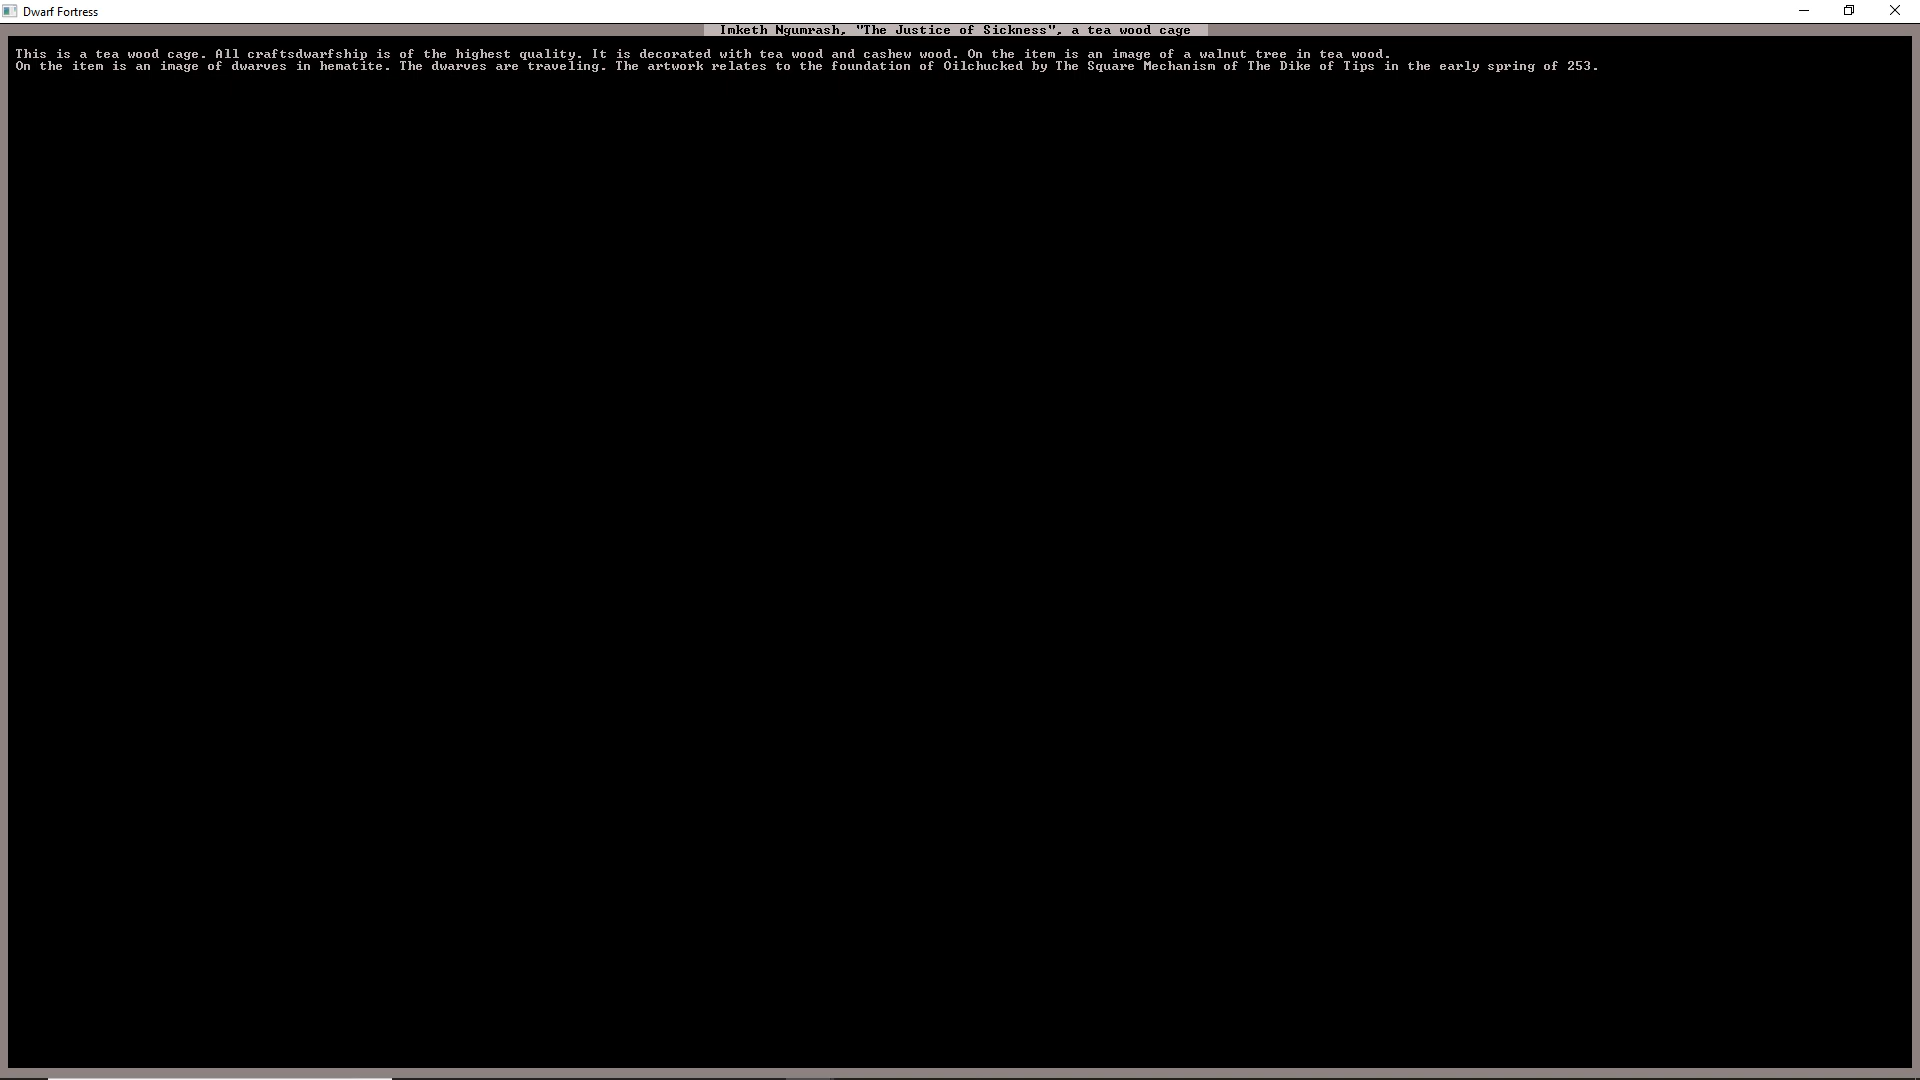 Dwarf Fortress
Imketh Ngumrash, "The Justice of Sickness", a tea wood cage
This is a tea wood cage. All craftsdwarfship is of the highest quality. It is decorated with tea wood and cashew wood. On the item is an image of a walnut tree in tea wood.
On the item is an image of dwarves in hematite. The dwarves are traveling. The artwork relates to the foundation of Oilchucked by The Square Mechanism of The Dike of Tips in the early spring of 253.